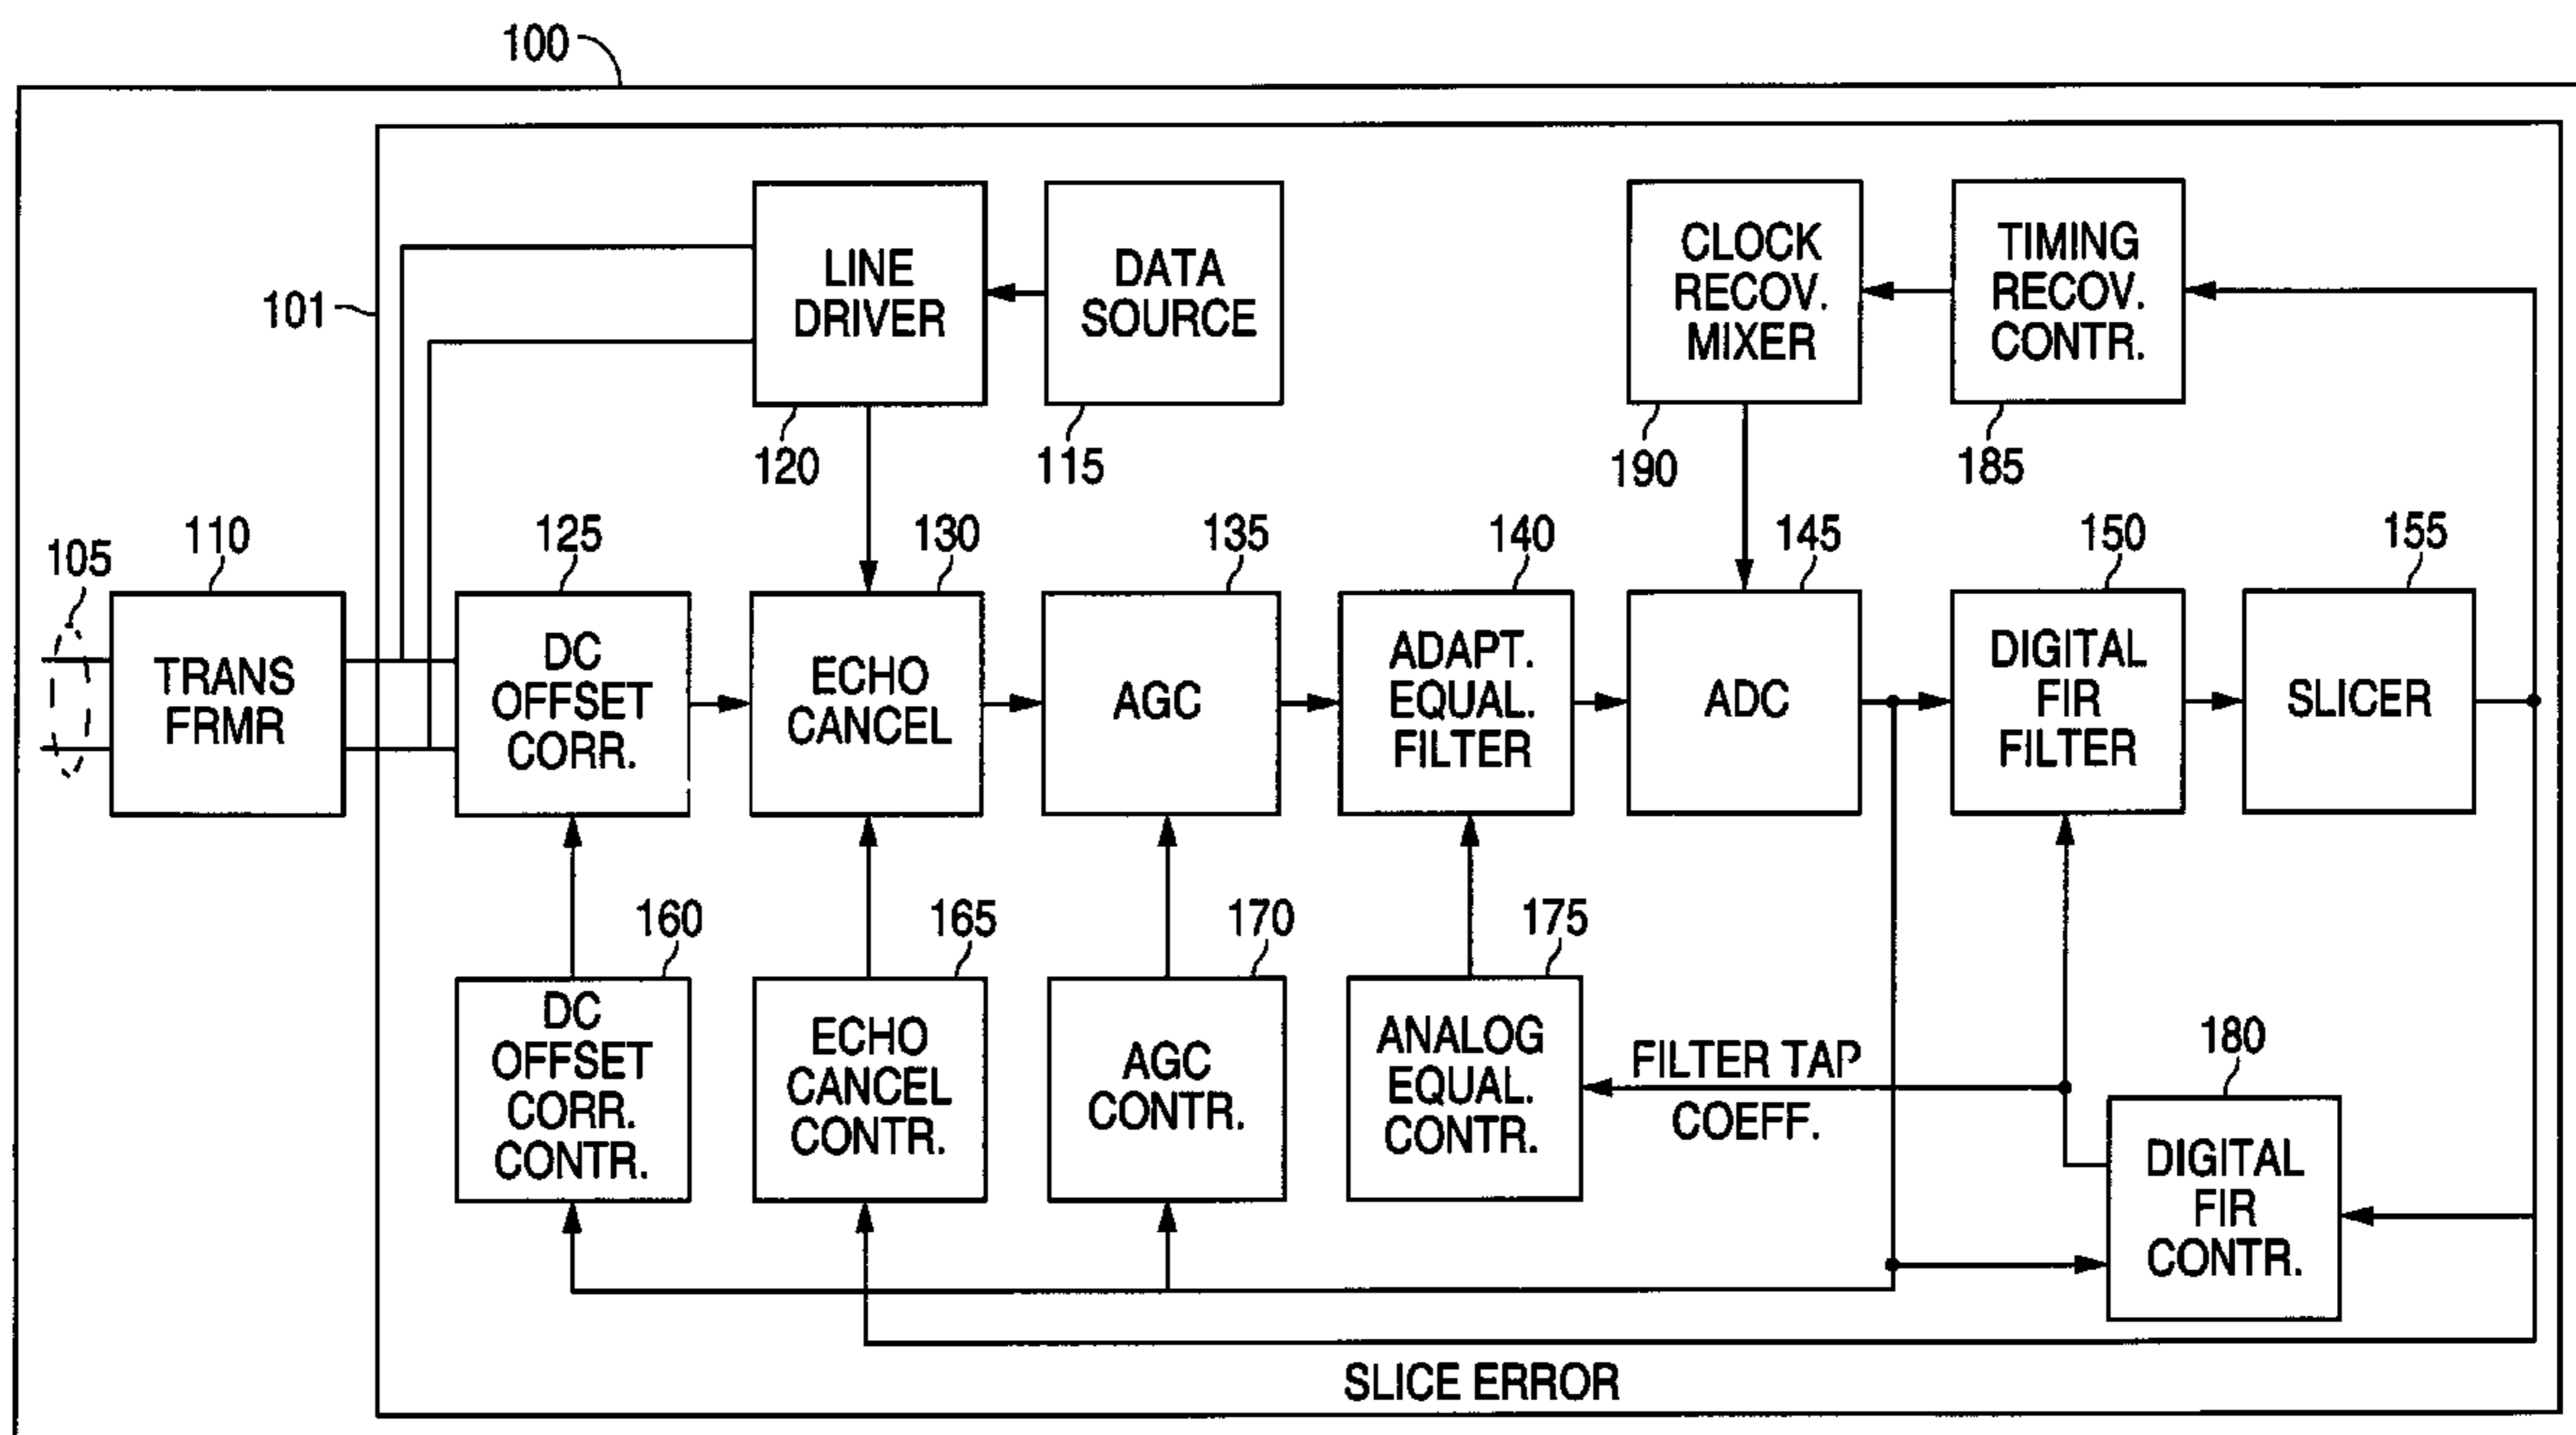 100
101
LINE
DRIVER
120
DATA
SOURCE
115
CLOCK
RECOV.
MIXER
190
TIMING
RECOV.
CONTR.
185
105
110
TRANS
FRMR
125
DC
OFFSET
CORR.
130
ECHO
CANCEL
135
AGC
140
ADAPT.
EQUAL.
FILTER
145
ADC
150
DIGITAL
FIR
FILTER
155
SLICER
160
DC
OFFSET
CORR.
CONTR.
165
ECHO
CANCEL
CONTR.
170
AGC
CONTR.
175
ANALOG
EQUAL.
CONTR.
FILTER TAP
COEFF.
180
DIGITAL
FIR
CONTR.
SLICE ERROR